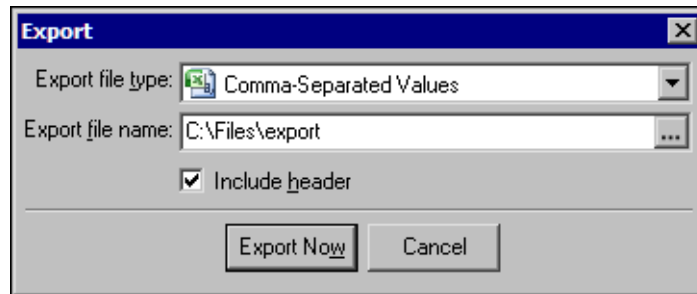 Export
Export file type: Comma-Separated Values
Export file name: C:\Files\export ...
Include header
Export Now Cancel